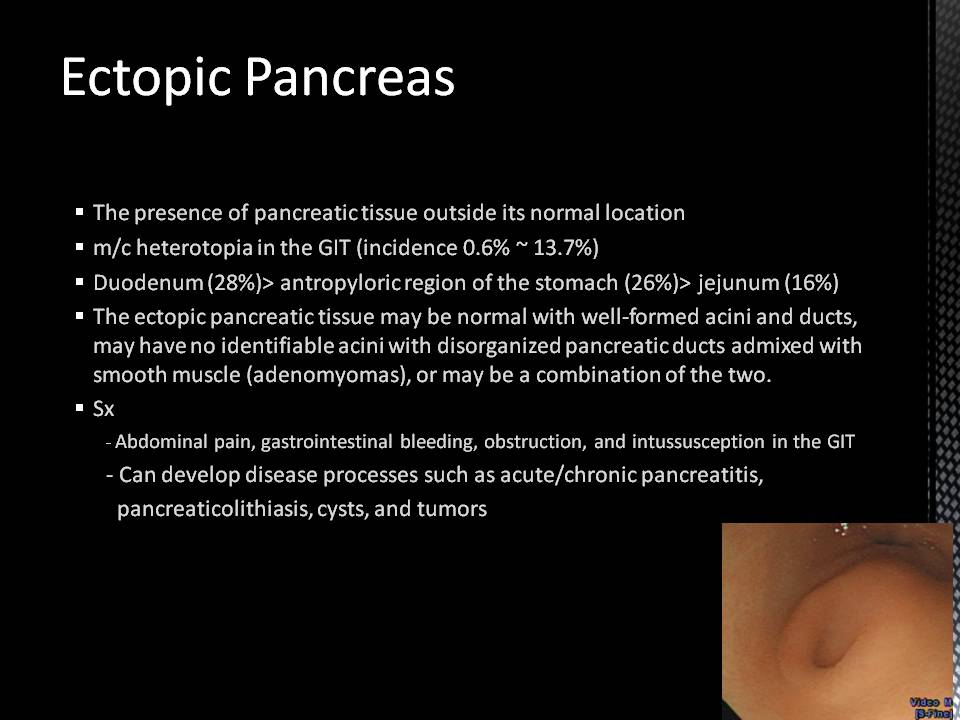 Ectopic Pancreas
▪ The presence of pancreatic tissue outside its normal location
▪ m/c heterotopia in the GIT (incidence 0.6% ~ 13.7%)
▪ Duodenum (28%)> antropyloric region of the stomach (26%)> jejunum (16%)
▪ The ectopic pancreatic tissue may be normal with well-formed acini and ducts,
may have no identifiable acini with disorganized pancreatic ducts admixed with
smooth muscle (adenomyomas), or may be a combination of the two.
▪ Sx
- Abdominal pain, gastrointestinal bleeding, obstruction, and intussusception in the GIT
- Can develop disease processes such as acute/chronic pancreatitis,
pancreaticolithiasis, cysts, and tumors
Video M
[S-Fine]